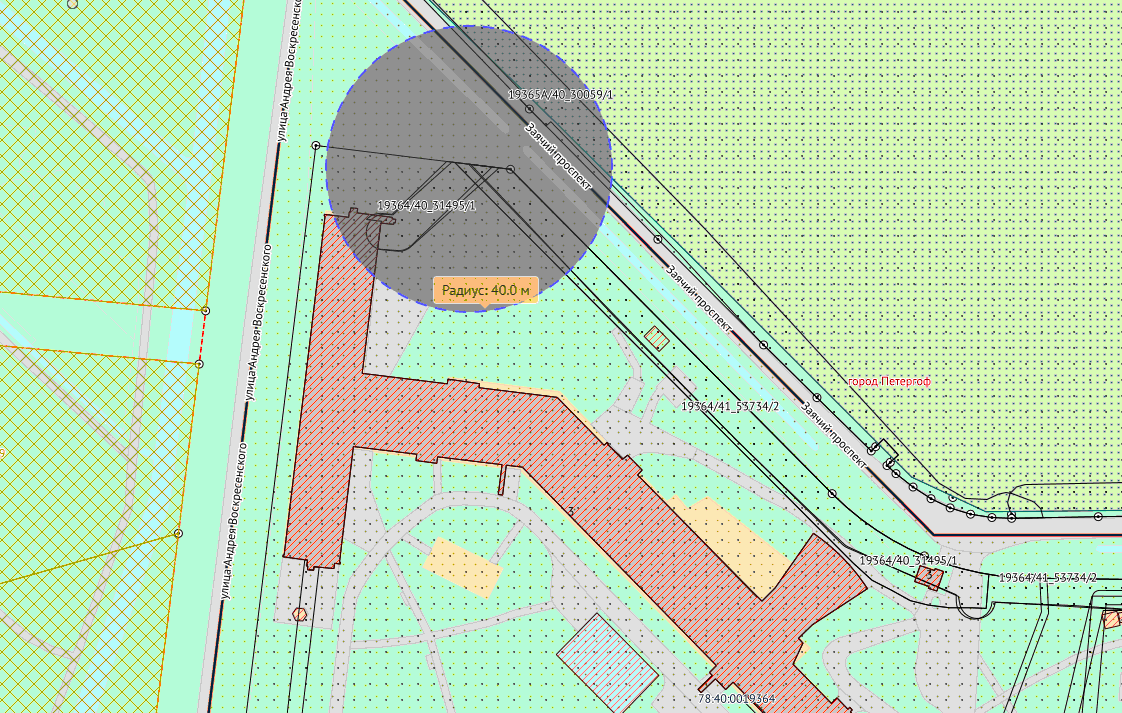 улица Андрея Воскресенского
19365А/40_30059/1
Заячий проспект
19364/40_31495/1
Заячий проспект
улица Андрея Воскресенского
Радиус: 40.0 м
город Петергоф
19364/41_53734/2
Заячий проспект
улица Андрея Воскресенского
3
19364/40_31495/1
3
19364/41_53734/2
78:40:0019364